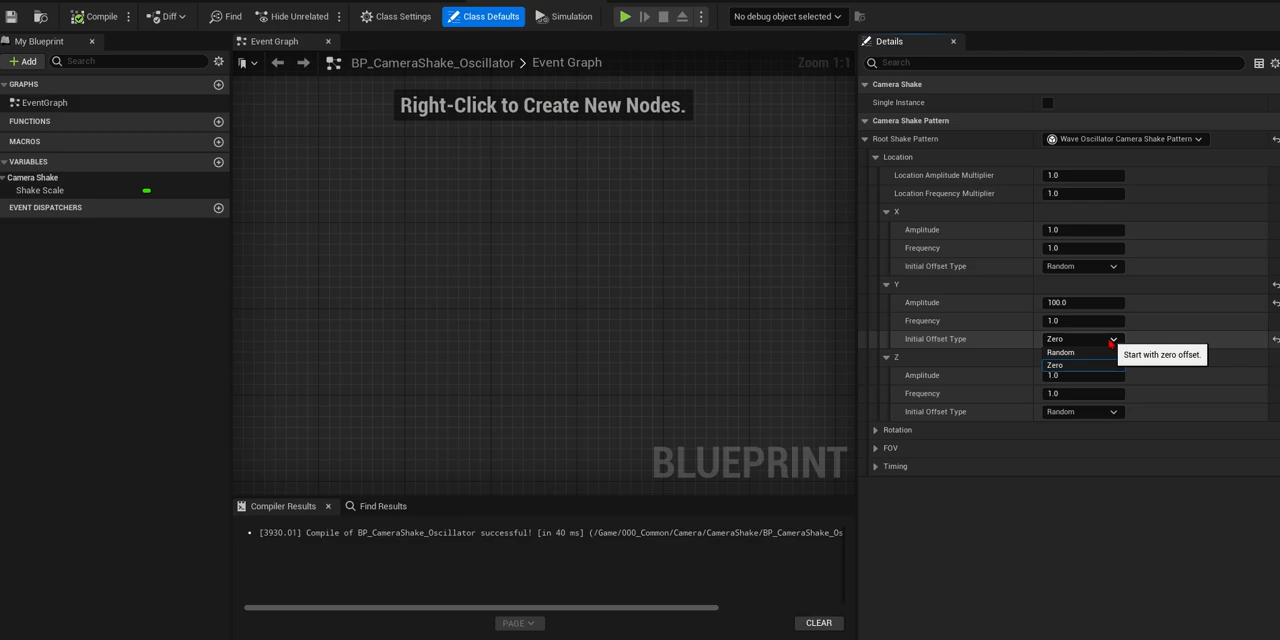 Compile
Diff
Find
Hide Unrelated
Class Settings
Class Defaults
Simulation
No debug object selected
My Blueprint
Add
Search
GRAPHS
EventGraph
FUNCTIONS
MACROS
VARIABLES
Camera Shake
Shake Scale
EVENT DISPATCHERS
Event Graph
BP_CameraShake_Oscillator > Event Graph
Zoom 1:1
Right-Click to Create New Nodes.
BLUEPRINT
Compiler Results
Find Results
[3930.01] Compile of BP_CameraShake_Oscillator successful! [in 40 ms] (/Game/000_Common/Camera/CameraShake/BP_CameraShake_Os
PAGE
CLEAR
Details
Search
Camera Shake
Single Instance
Camera Shake Pattern
Root Shake Pattern Wave Oscillator Camera Shake Pattern
Location
Location Amplitude Multiplier 1.0
Location Frequency Multiplier 1.0
X
Amplitude 1.0
Frequency 1.0
Initial Offset Type Random
Y
Amplitude 100.0
Frequency 1.0
Initial Offset Type Zero
Random
Start with zero offset.
Z
Zero
Amplitude 1.0
Frequency 1.0
Initial Offset Type Random
Rotation
FOV
Timing